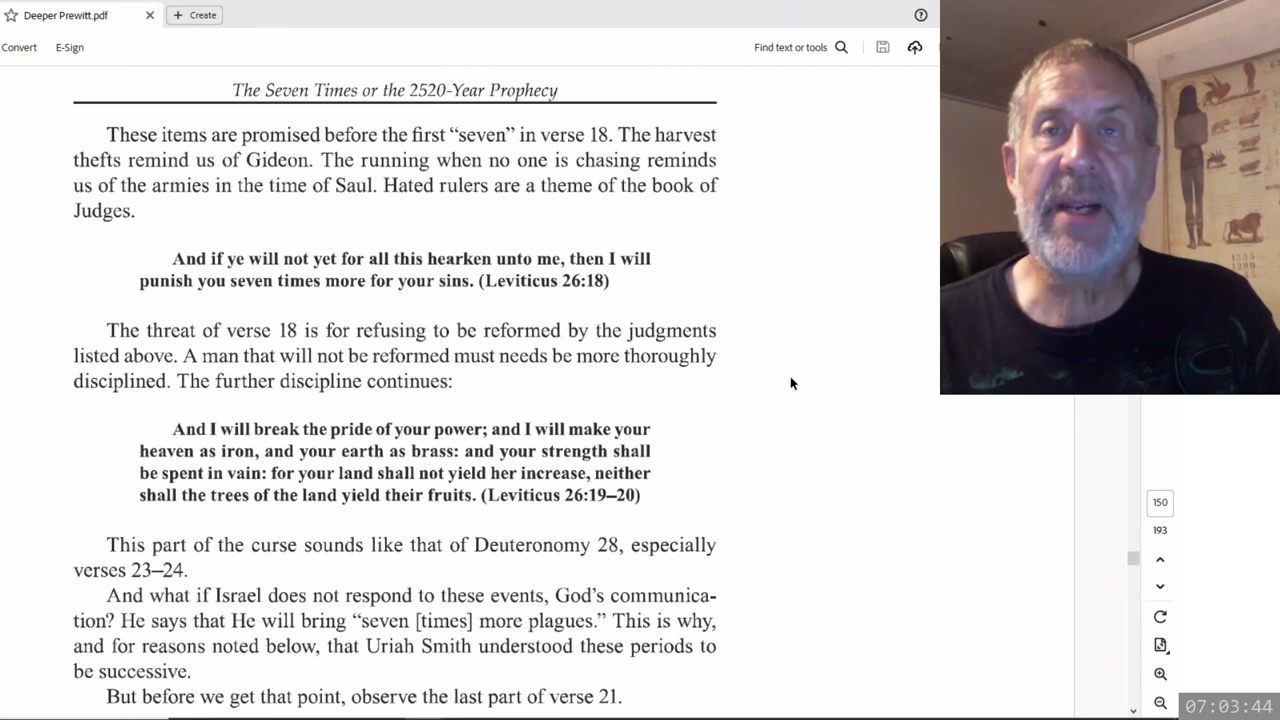 Deeper Prewitt.pdf
Create
Convert
E-Sign
Find text or tools
The Seven Times or the 2520-Year Prophecy
These items are promised before the first “seven” in verse 18. The harvest
thefts remind us of Gideon. The running when no one is chasing reminds
us of the armies in the time of Saul. Hated rulers are a theme of the book of
Judges.
And if ye will not yet for all this hearken unto me, then I will
punish you seven times more for your sins. (Leviticus 26:18)
The threat of verse 18 is for refusing to be reformed by the judgments
listed above. A man that will not be reformed must needs be more thoroughly
disciplined. The further discipline continues:
And I will break the pride of your power; and I will make your
heaven as iron, and your earth as brass: and your strength shall
be spent in vain: for your land shall not yield her increase, neither
shall the trees of the land yield their fruits. (Leviticus 26:19–20)
This part of the curse sounds like that of Deuteronomy 28, especially
verses 23–24.
And what if Israel does not respond to these events, God’s communica-
tion? He says that He will bring “seven [times] more plagues.” This is why,
and for reasons noted below, that Uriah Smith understood these periods to
be successive.
But before we get that point, observe the last part of verse 21.
1335
1290
150
193
07:03:44